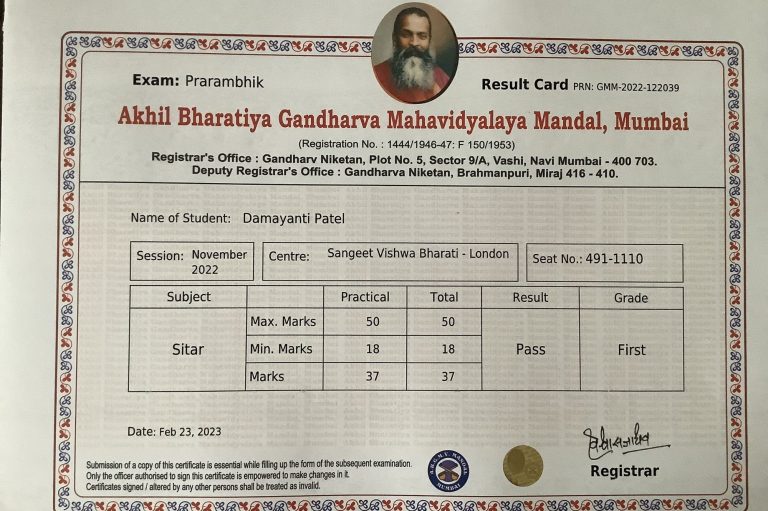 Exam: Prarambhik
Result Card PRN: GMM-2022-122039
Akhil Bharatiya Gandharva Mahavidyalaya Mandal, Mumbai
(Registration No. : 1444/1946-47: F 150/1953)
Registrar's Office : Gandharv Niketan, Plot No. 5, Sector 9/A, Vashi, Navi Mumbai - 400 703.
Deputy Registrar's Office : Gandharva Niketan, Brahmanpuri, Miraj 416 - 410.
Name of Student: Damayanti Patel
Session: November 2022
Centre: Sangeet Vishwa Bharati - London
Seat No.: 491-1110
Subject Practical Total Result Grade
Max. Marks 50 50
Sitar Min. Marks 18 18 Pass First
Marks 37 37
Date: Feb 23, 2023
Submission of a copy of this certificate is essential while filling up the form of the subsequent examination.
Only the officer authorised to sign this certificate is empowered to make changes in it.
Certificates signed / altered by any other persons shall be treated as invalid.
A.B.G.M.V. MANDAL
MUMBAI
Registrar